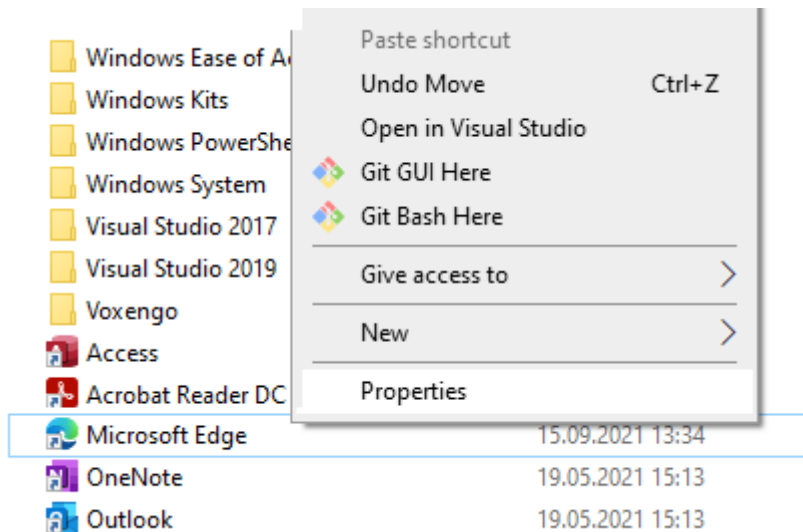 Windows Ease of A
Windows Kits
Windows PowerShe
Windows System
Visual Studio 2017
Visual Studio 2019
Voxengo
Access
Acrobat Reader DC
Microsoft Edge 15.09.2021 13:34
OneNote 19.05.2021 15:13
Outlook 19.05.2021 15:13
Paste shortcut
Undo Move Ctrl+Z
Open in Visual Studio
Git GUI Here
Git Bash Here
Give access to
New
Properties